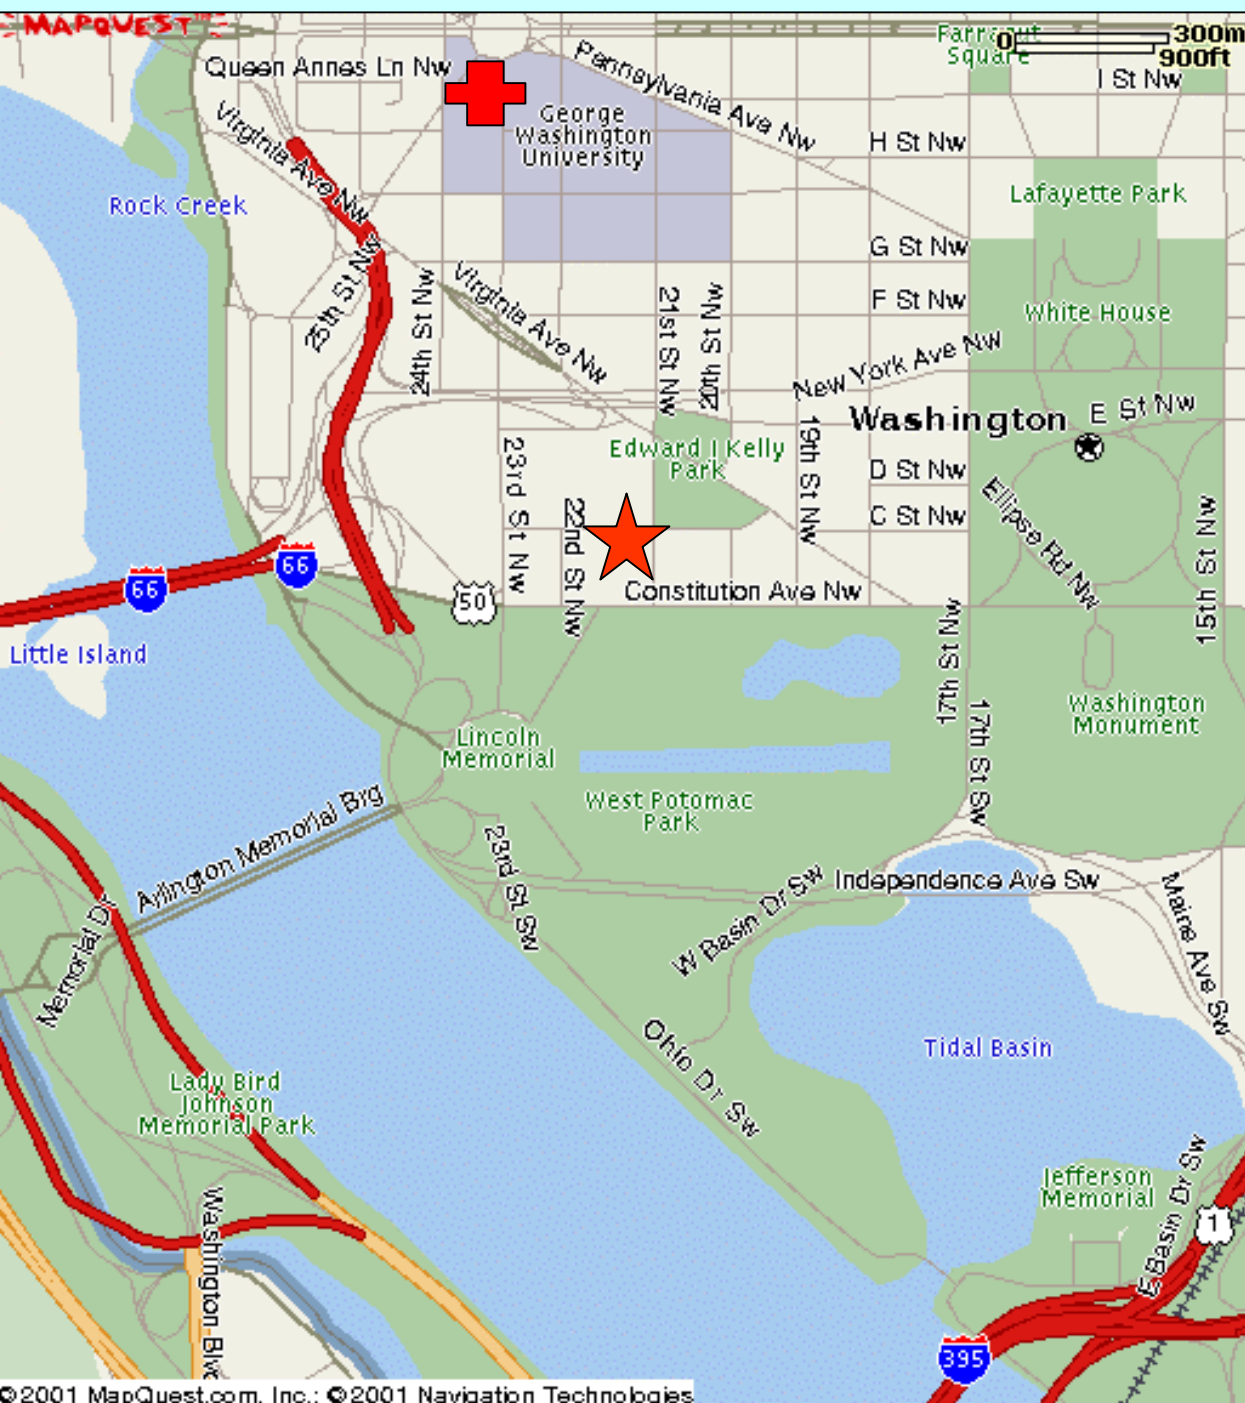 MAPQUEST
Farragut
Square
0 300m
900ft
Queen Annes Ln Nw
Pennsylvania Ave Nw
I St Nw
George
Washington
University
Virginia Ave Nw
H St Nw
Rock Creek
Lafayette Park
G St Nw
25th St Nw
24th St Nw
Virginia Ave Nw
21st St Nw
20th St Nw
F St Nw
White House
New York Ave Nw
Washington
E St Nw
Edward J Kelly
Park
19th St Nw
D St Nw
23rd St Nw
22nd St Nw
C St Nw
Ellipse Rd Nw
15th St Nw
66
66
50
Constitution Ave Nw
Little Island
17th St Nw
17th St Sw
Washington
Monument
Lincoln
Memorial
West Potomac
Park
Arlington Memorial Brg
23rd St Sw
W Basin Dr Sw
Independence Ave Sw
Maine Ave Sw
Memorial Dr
Ohio Dr Sw
Tidal Basin
Lady Bird
Johnson
Memorial Park
Jefferson
Memorial
E Basin Dr Sw
1
Washington Blvd
395
©2001 MapQuest.com, Inc.; ©2001 Navigation Technologies